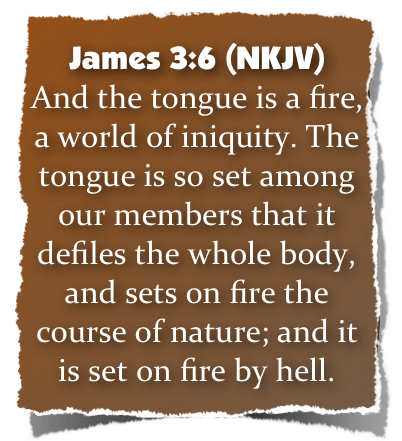 James 3:6 (NKJV)
And the tongue is a fire,
a world of iniquity. The
tongue is so set among
our members that it
defiles the whole body,
and sets on fire the
course of nature; and it
is set on fire by hell.